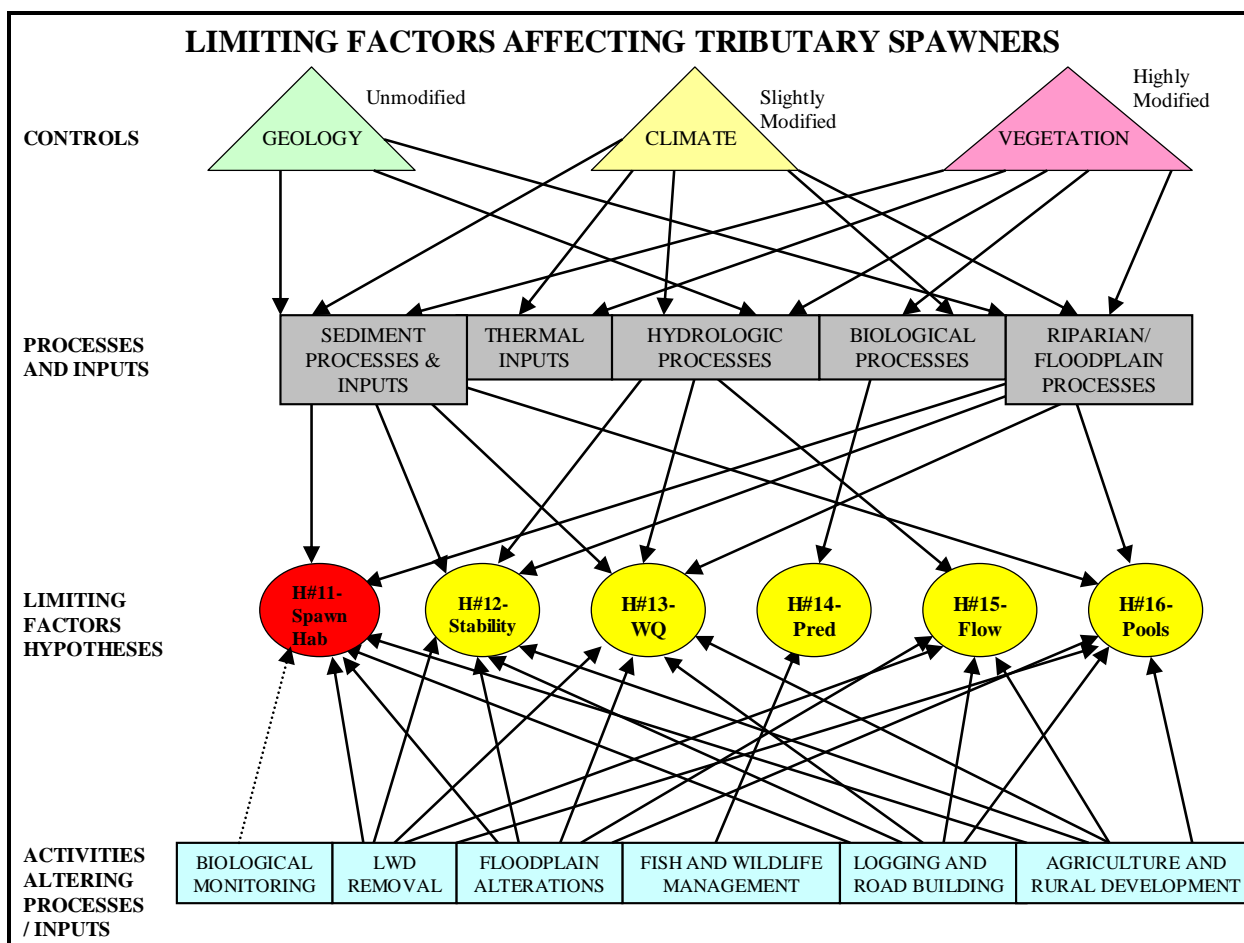 LIMITING FACTORS AFFECTING TRIBUTARY SPAWNERS
CONTROLS
GEOLOGY
Unmodified
CLIMATE
Slightly
Modified
VEGETATION
Highly
Modified
PROCESSES
AND INPUTS
SEDIMENT
PROCESSES &
INPUTS
THERMAL
INPUTS
HYDROLOGIC
PROCESSES
BIOLOGICAL
PROCESSES
RIPARIAN/
FLOODPLAIN
PROCESSES
LIMITING
FACTORS
HYPOTHESES
H#11-
Spawn
Hab
H#12-
Stability
H#13-
WQ
H#14-
Pred
H#15-
Flow
H#16-
Pools
ACTIVITIES
ALTERING
PROCESSES
/ INPUTS
BIOLOGICAL
MONITORING
LWD
REMOVAL
FLOODPLAIN
ALTERATIONS
FISH AND WILDLIFE
MANAGEMENT
LOGGING AND
ROAD BUILDING
AGRICULTURE AND
RURAL DEVELOPMENT